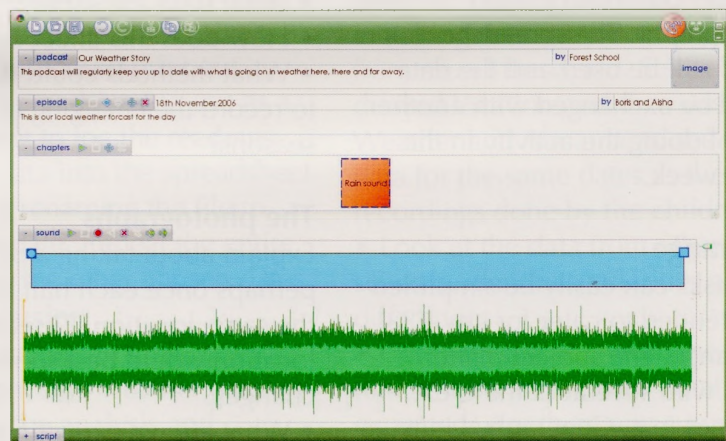 - podcast Our Weather Story by Forest School
This podcast will regularly keep you up to date with what is going on in weather here, there and far away.
image
- episode 18th November 2006 by Boris and Aisha
This is our local weather forcast for the day
- chapters
Rain sound
- sound
+ script